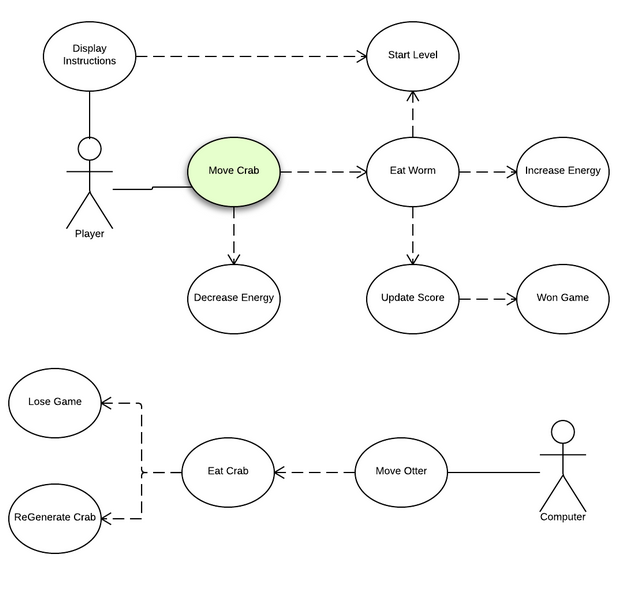 Display
Instructions
Start Level
Move Crab
Eat Worm
Increase Energy
Player
Decrease Energy
Update Score
Won Game
Lose Game
Eat Crab
Move Otter
ReGenerate Crab
Computer